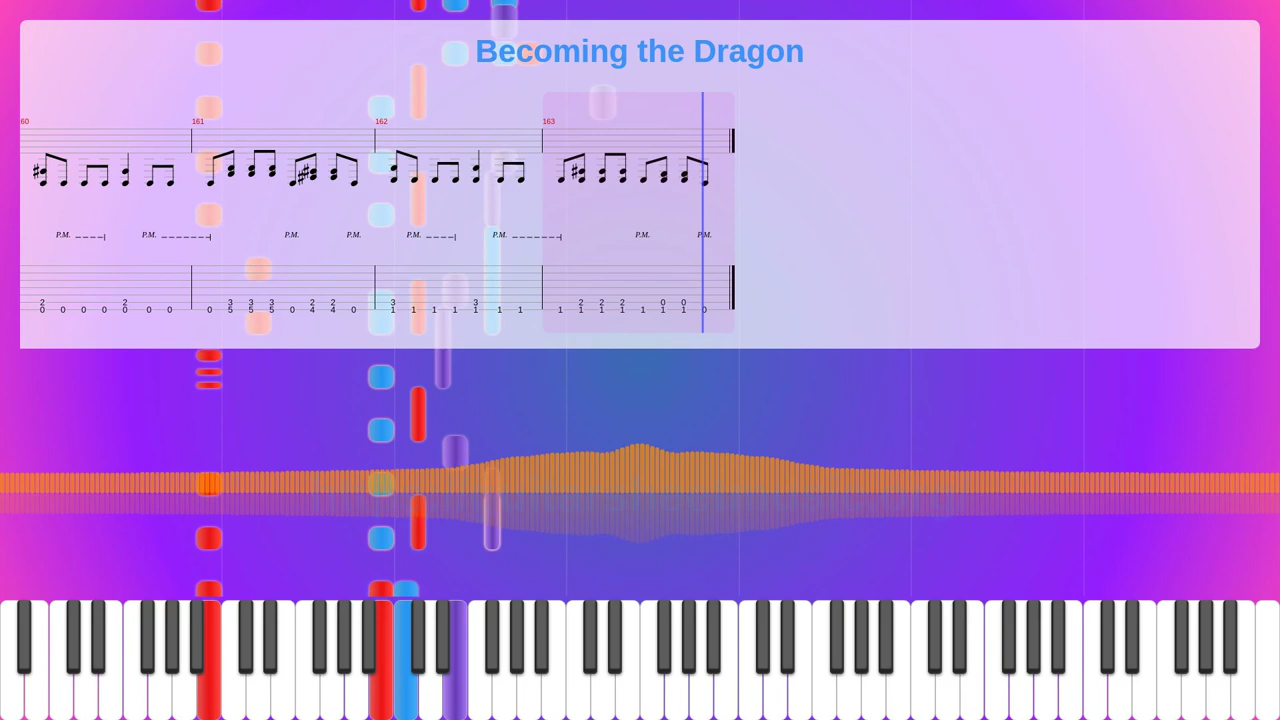 Becoming the Dragon
60 161 162 163
P.M. P.M. P.M. P.M. P.M. P.M. P.M. P.M.
2 2 3 3 3 2 2 3 3 2 2 2 0 0
0 0 0 0 0 0 0 0 5 5 5 0 4 4 0 1 1 1 1 1 1 1 1 1 1 1 1 1 1 0